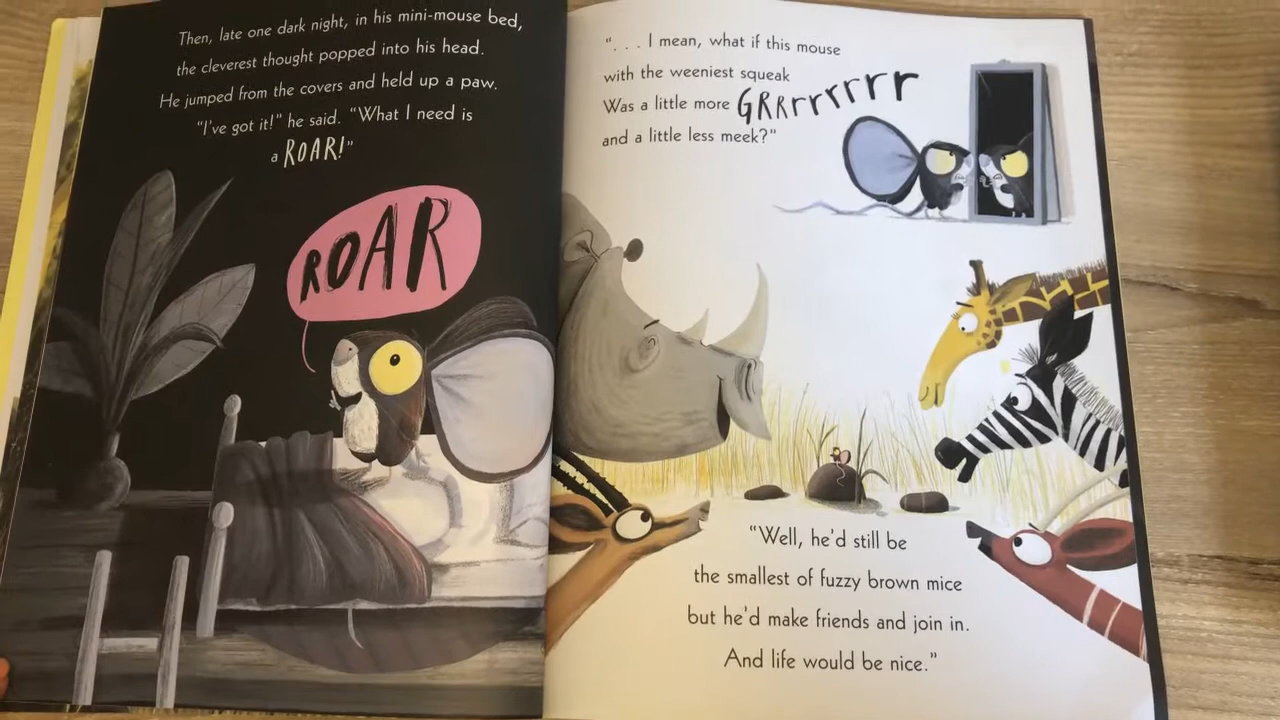 Then, late one dark night, in his mini-mouse bed,
the cleverest thought popped into his head.
He jumped from the covers and held up a paw.
"I've got it!" he said. "What I need is
a ROAR!"
ROAR
". . . I mean, what if this mouse
with the weeniest squeak
Was a little more GRRrrrrrr
and a little less meek?"
"Well, he'd still be
the smallest of fuzzy brown mice
but he'd make friends and join in.
And life would be nice."